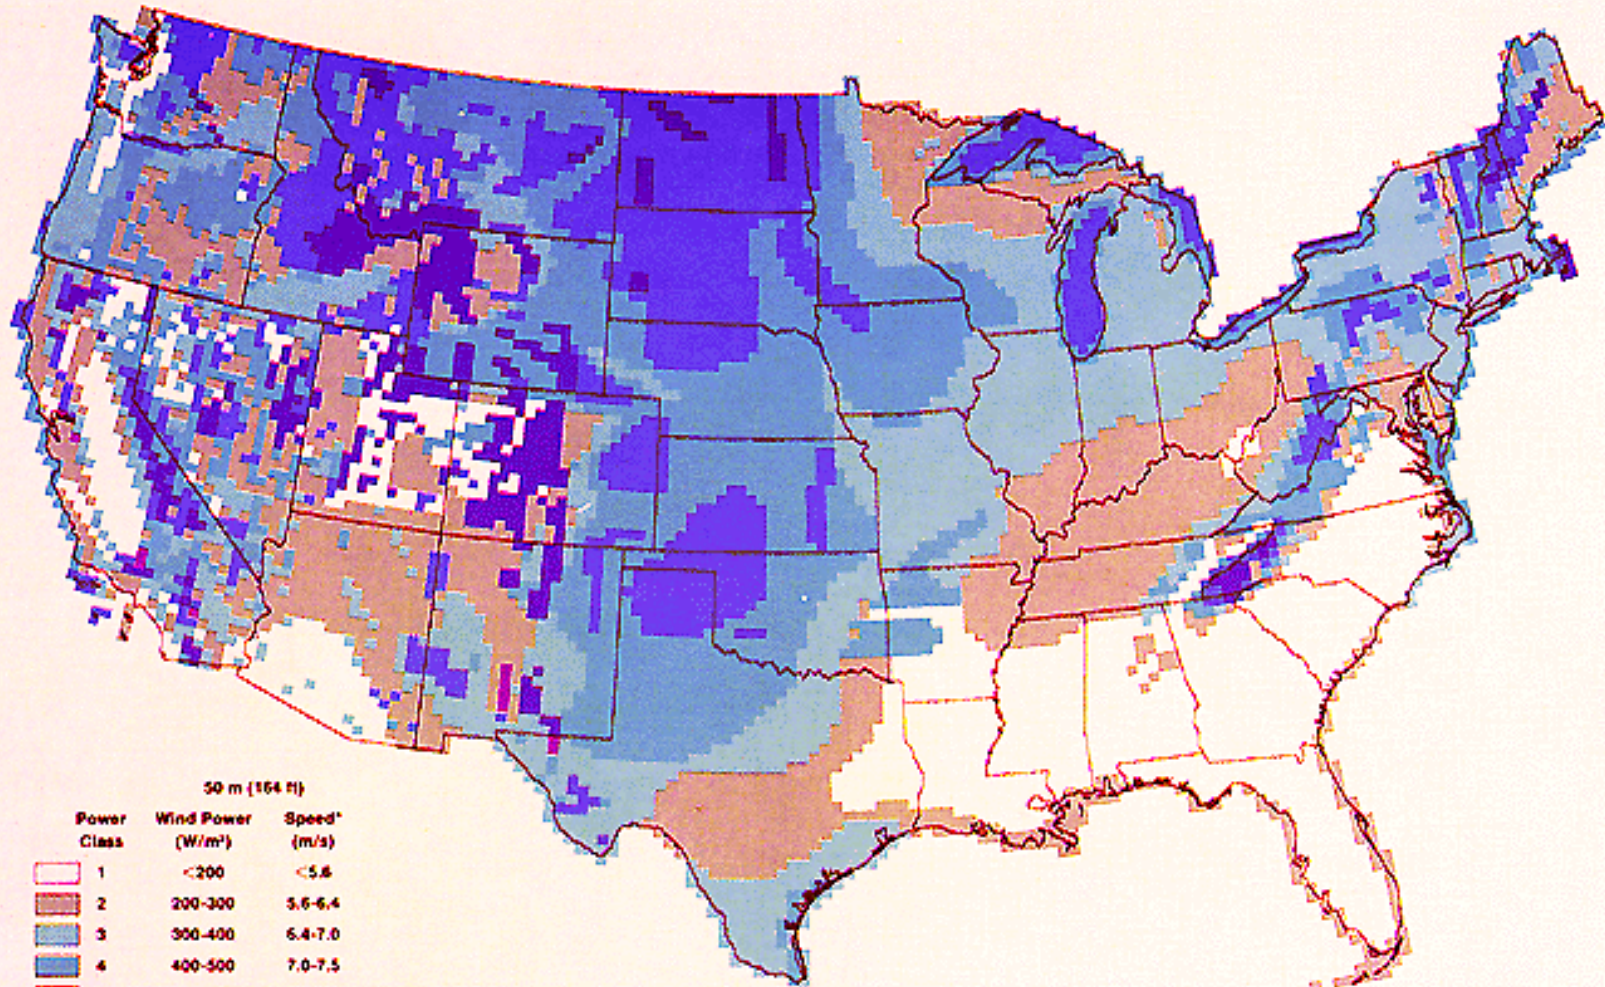 50 m (164 ft)
Power Wind Power Speed*
Class (W/m²) (m/s)
1 <200 <5.6
2 200-300 5.6-6.4
3 300-400 6.4-7.0
4 400-500 7.0-7.5